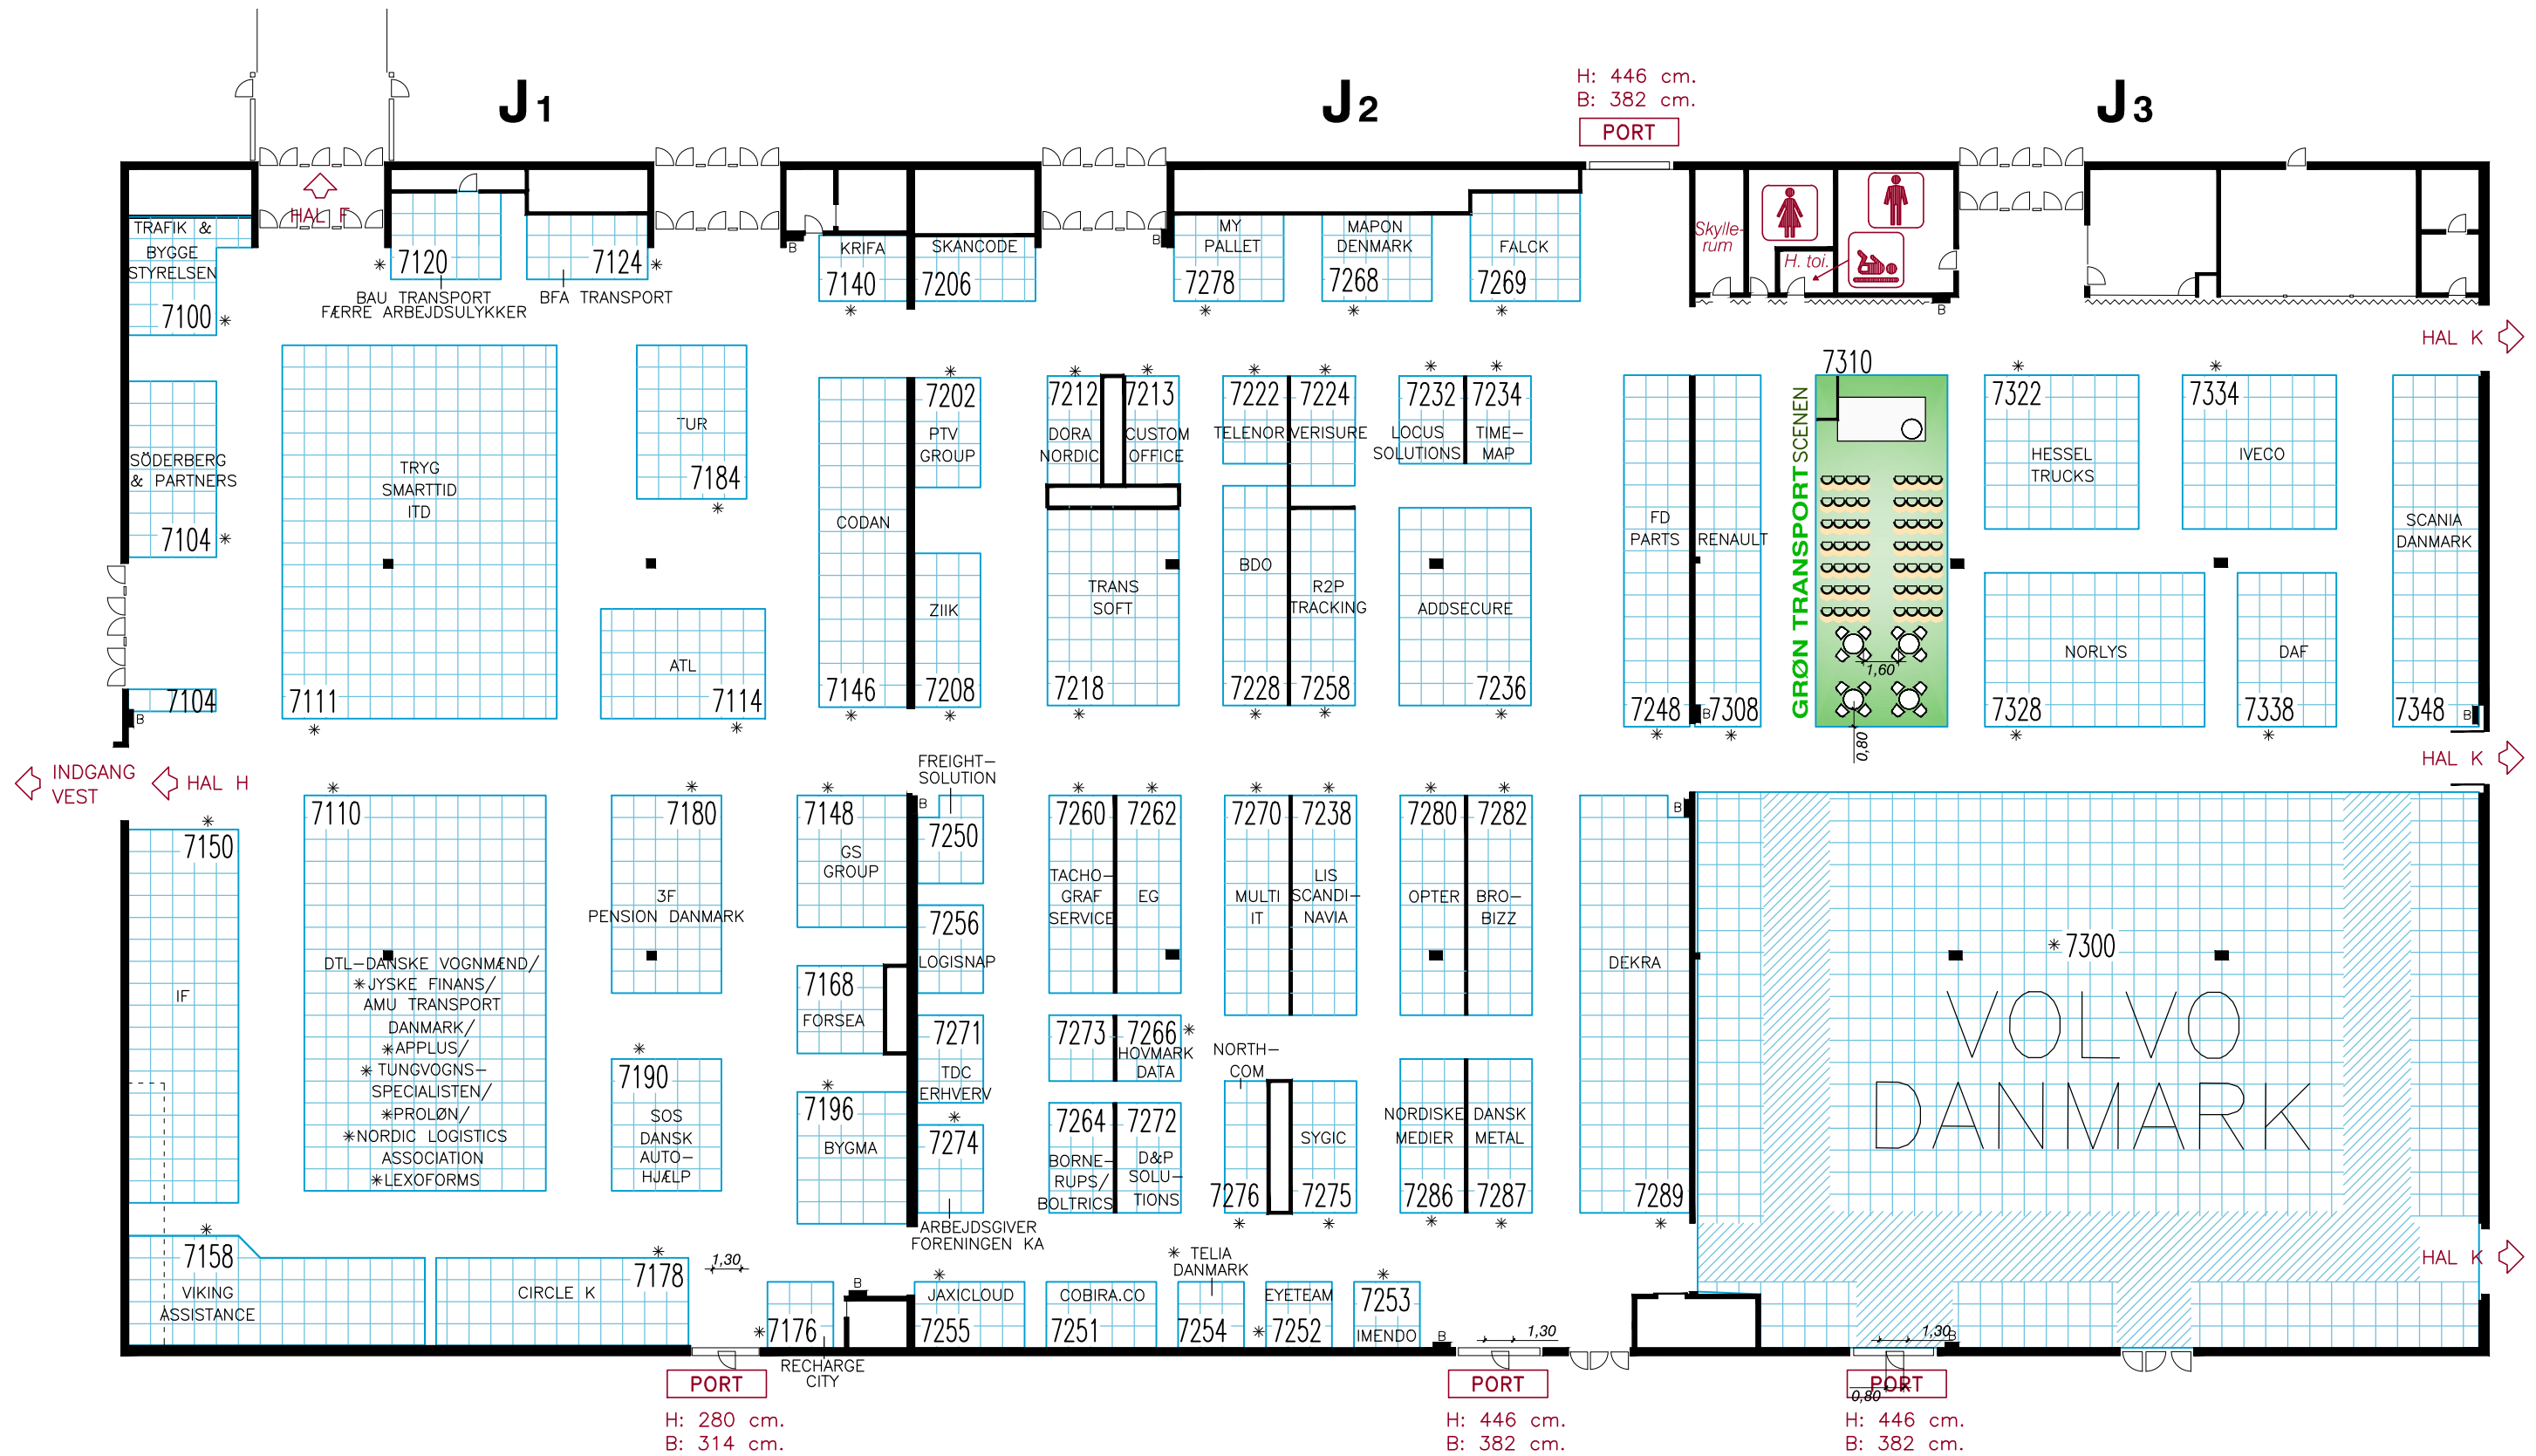 H: 446 cm.
B: 382 cm.
PORT
J1
J2
J3
HAL F
TRAFIK &
BYGGE
STYRELSEN
7100
7120
BAU TRANSPORT
FÆRRE ARBEJDSULYKKER
7124
BFA TRANSPORT
B
KRIFA
7140
SKANCODE
7206
B
MY
PALLET
7278
MAPON
DENMARK
7268
FALCK
7269
Skylle-
rum
H. toi.
B
HAL K
SÖDERBERG
& PARTNERS
7104
7104
B
TRYG
SMARTTID
ITD
7111
TUR
7184
ATL
7114
CODAN
7146
7202
PTV
GROUP
ZIIK
7208
7212
DORA
NORDIC
7213
CUSTOM
OFFICE
TRANS
SOFT
7218
7222
TELENOR
7224
VERISURE
BDO
7228
R2P
TRACKING
7258
7232
LOCUS
SOLUTIONS
7234
TIME-
MAP
ADDSECURE
7236
FD
PARTS
7248
RENAULT
B
7308
7310
GRØN TRANSPORT SCENEN
1,60
0,80
7322
HESSEL
TRUCKS
7334
IVECO
NORLYS
7328
DAF
7338
SCANIA
DANMARK
7348
B
INDGANG
VEST
HAL H
HAL K
7150
IF
7110
DTL-DANSKE VOGNMÆND/
*JYSKE FINANS/
AMU TRANSPORT
DANMARK/
*APPLUS/
*TUNGVOGNS-
SPECIALISTEN/
*PROLØN/
*NORDIC LOGISTICS
ASSOCIATION
*LEXOFORMS
7180
3F
PENSION DANMARK
7190
SOS
DANSK
AUTO-
HJÆLP
7148
GS
GROUP
7168
FORSEA
7196
BYGMA
FREIGHT-
SOLUTION
B
7250
7256
LOGISNAP
7271
TDC
ERHVERV
7274
ARBEJDSGIVER
FORENINGEN KA
7260
TACHO-
GRAF
SERVICE
7262
EG
7273
7266
HOVMARK
DATA
7264
BORNE-
RUPS/
BOLTRICS
7272
D&P
SOLU-
TIONS
7270
MULTI
IT
7238
LIS
SCANDI-
NAVIA
NORTH-
COM
7276
SYGIC
7275
7280
OPTER
7282
BRO-
BIZZ
NORDISKE
MEDIER
7286
DANSK
METAL
7287
B
DEKRA
7289
* 7300
VOLVO
DANMARK
HAL K
7158
VIKING
ASSISTANCE
CIRCLE K
7178
1,30
7176
RECHARGE
CITY
B
JAXICLOUD
7255
COBIRA.CO
7251
* TELIA
DANMARK
7254
EYETEAM
7252
7253
IMENDO
B
1,30
1,30
B
0,80
PORT
H: 280 cm.
B: 314 cm.
PORT
H: 446 cm.
B: 382 cm.
PORT
H: 446 cm.
B: 382 cm.